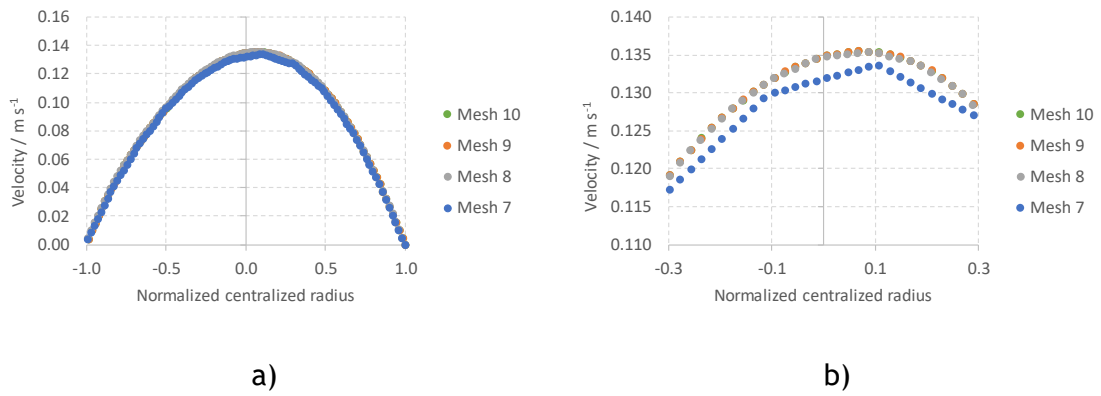 0.16
0.14
0.12
0.10
0.08
0.06
0.04
0.02
0.00
Velocity / m s⁻¹
-1.0
-0.5
0.0
0.5
1.0
Normalized centralized radius
Mesh 10
Mesh 9
Mesh 8
Mesh 7
a)
0.140
0.135
0.130
0.125
0.120
0.115
0.110
Velocity / m s⁻¹
-0.3
-0.1
0.1
0.3
Normalized centralized radius
Mesh 10
Mesh 9
Mesh 8
Mesh 7
b)